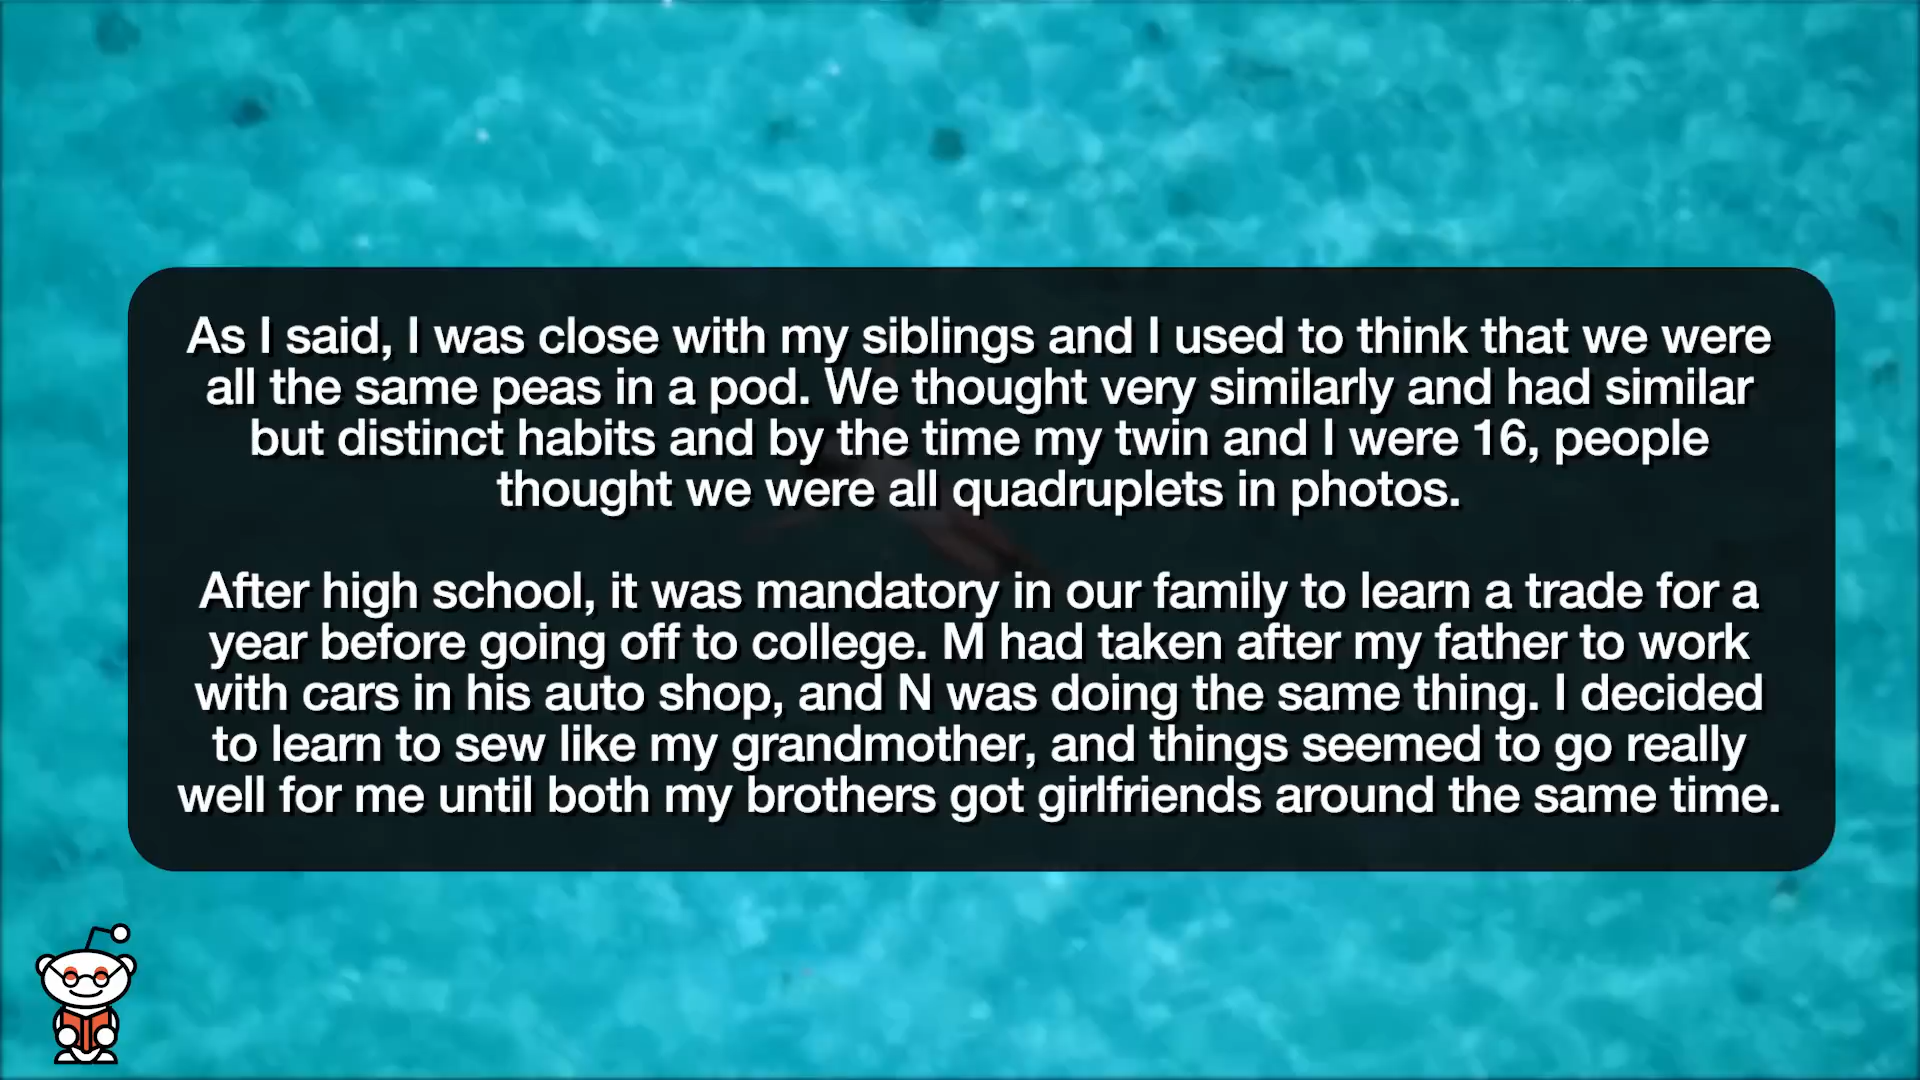 As I said, I was close with my siblings and I used to think that we were
all the same peas in a pod. We thought very similarly and had similar
but distinct habits and by the time my twin and I were 16, people
thought we were all quadruplets in photos.
After high school, it was mandatory in our family to learn a trade for a
year before going off to college. M had taken after my father to work
with cars in his auto shop, and N was doing the same thing. I decided
to learn to sew like my grandmother, and things seemed to go really
well for me until both my brothers got girlfriends around the same time.